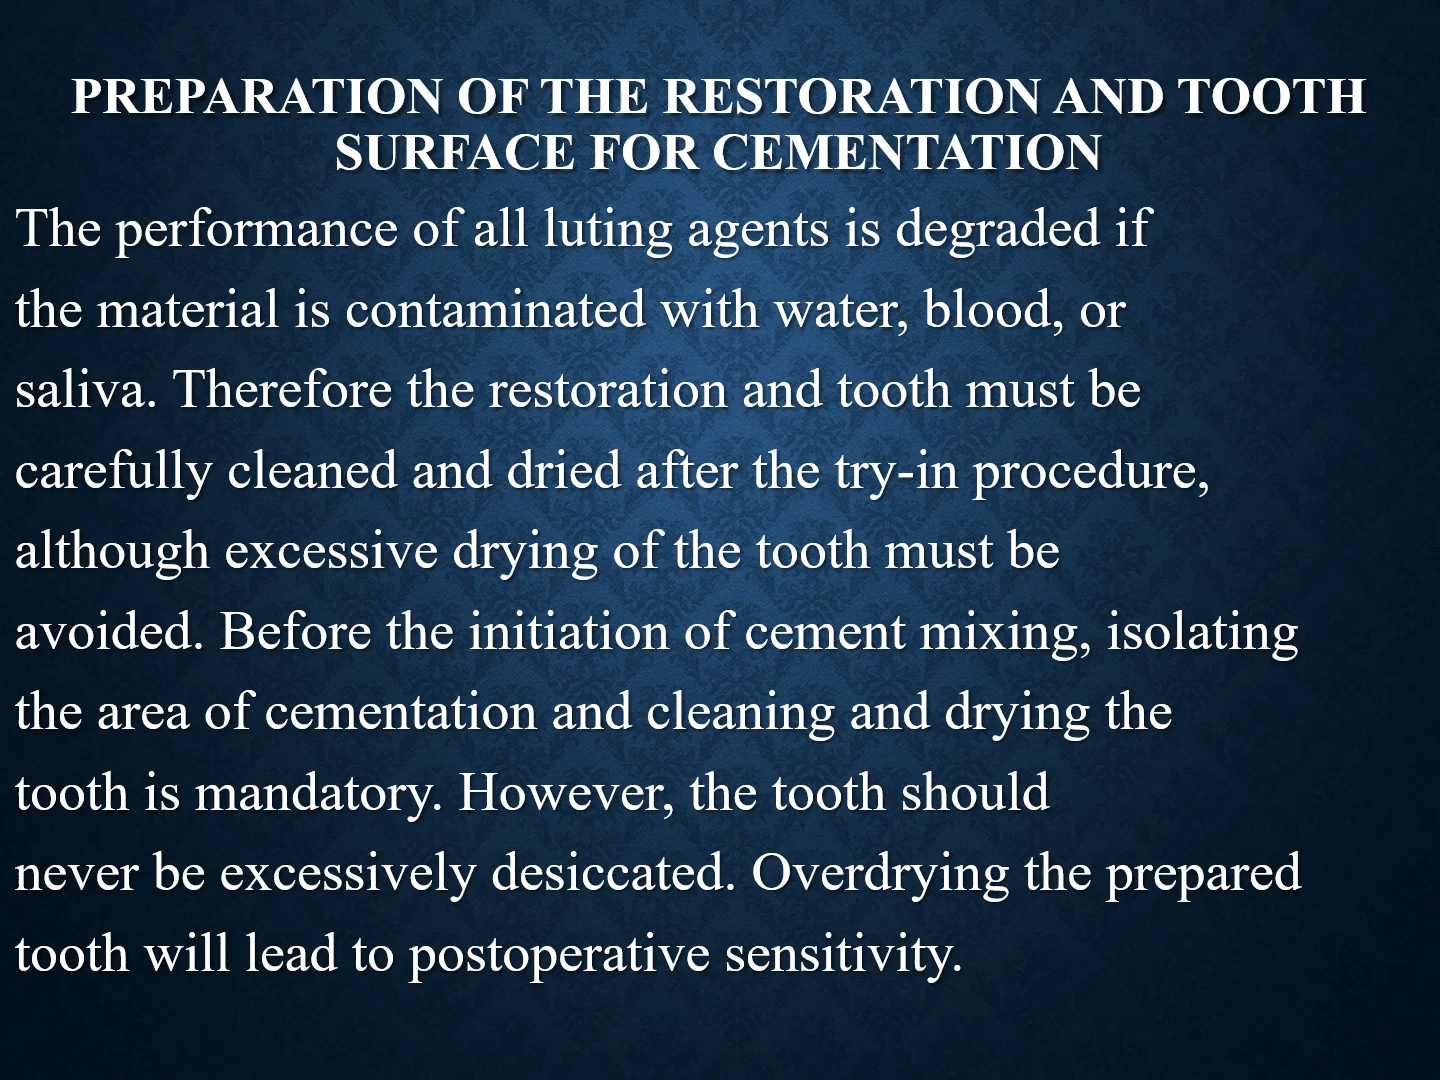 PREPARATION OF THE RESTORATION AND TOOTH
SURFACE FOR CEMENTATION
The performance of all luting agents is degraded if
the material is contaminated with water, blood, or
saliva. Therefore the restoration and tooth must be
carefully cleaned and dried after the try-in procedure,
although excessive drying of the tooth must be
avoided. Before the initiation of cement mixing, isolating
the area of cementation and cleaning and drying the
tooth is mandatory. However, the tooth should
never be excessively desiccated. Overdrying the prepared
tooth will lead to postoperative sensitivity.